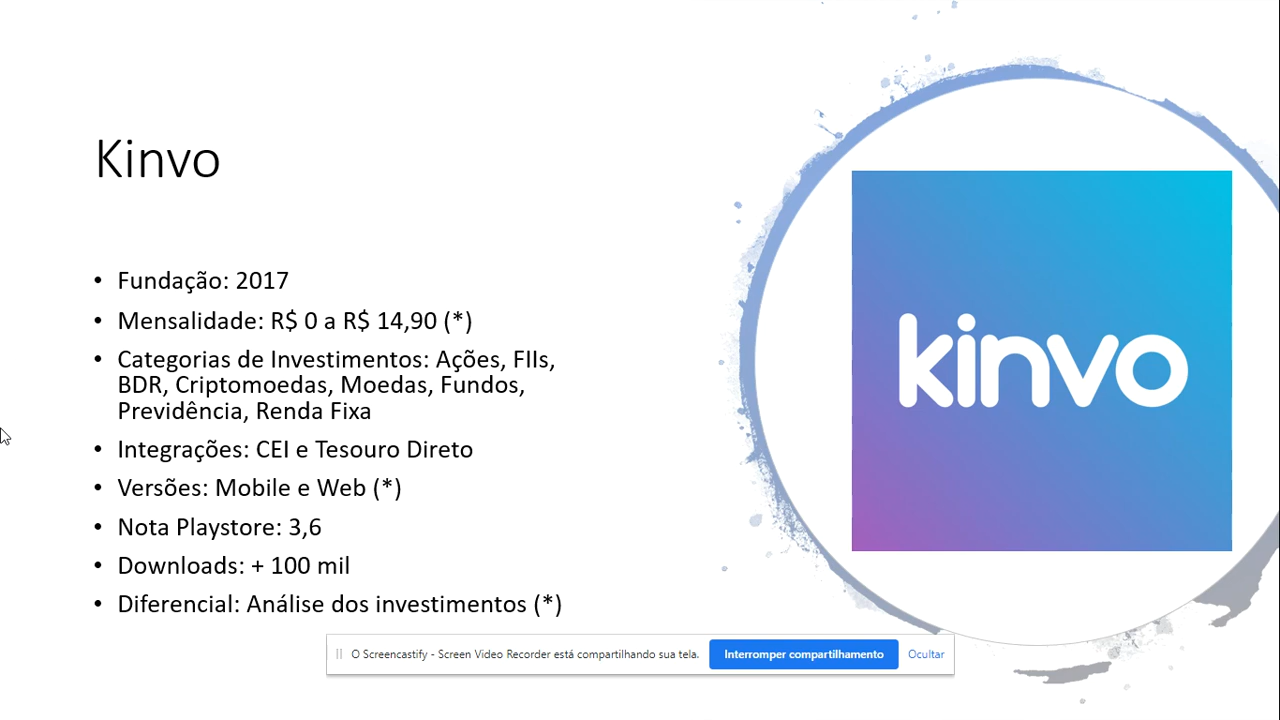 Kinvo
• Fundação: 2017
• Mensalidade: R$ 0 a R$ 14,90 (*)
• Categorias de Investimentos: Ações, FIIs,
BDR, Criptomoedas, Moedas, Fundos,
Previdência, Renda Fixa
• Integrações: CEI e Tesouro Direto
• Versões: Mobile e Web (*)
• Nota Playstore: 3,6
• Downloads: + 100 mil
• Diferencial: Análise dos investimentos (*)
kinvo
O Screencastify - Screen Video Recorder está compartilhando sua tela.
Interromper compartilhamento
Ocultar